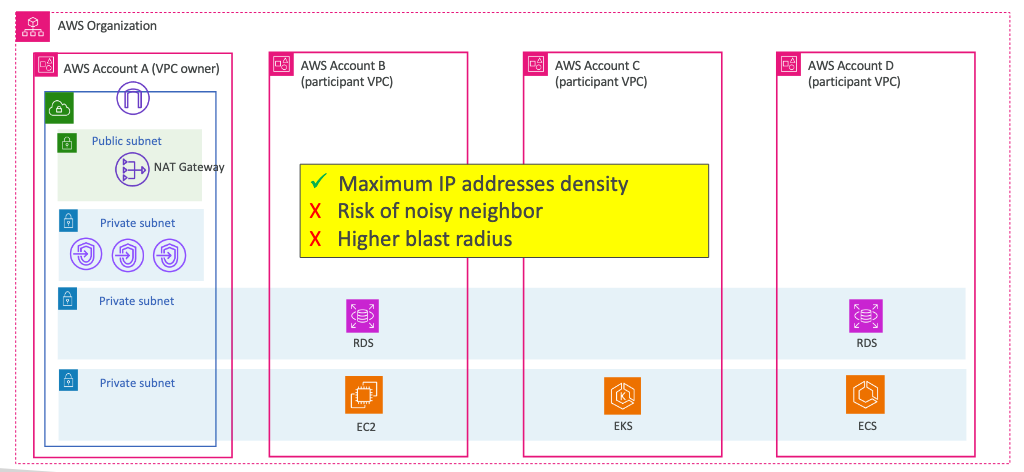 AWS Organization
AWS Account A (VPC owner)
AWS Account B
(participant VPC)
AWS Account C
(participant VPC)
AWS Account D
(participant VPC)
Public subnet
NAT Gateway
✓ Maximum IP addresses density
X Risk of noisy neighbor
X Higher blast radius
Private subnet
Private subnet
RDS
RDS
Private subnet
EC2
EKS
ECS